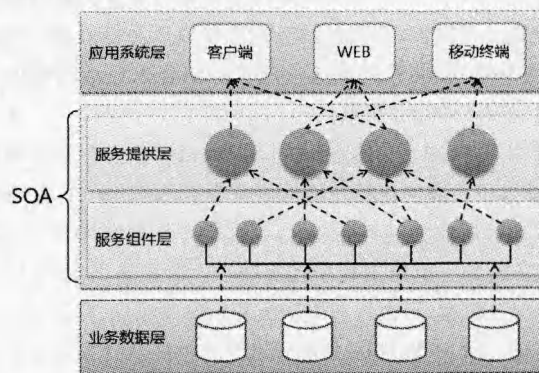 应用系统层
客户端
WEB
移动终端
SOA
服务提供层
服务组件层
业务数据层